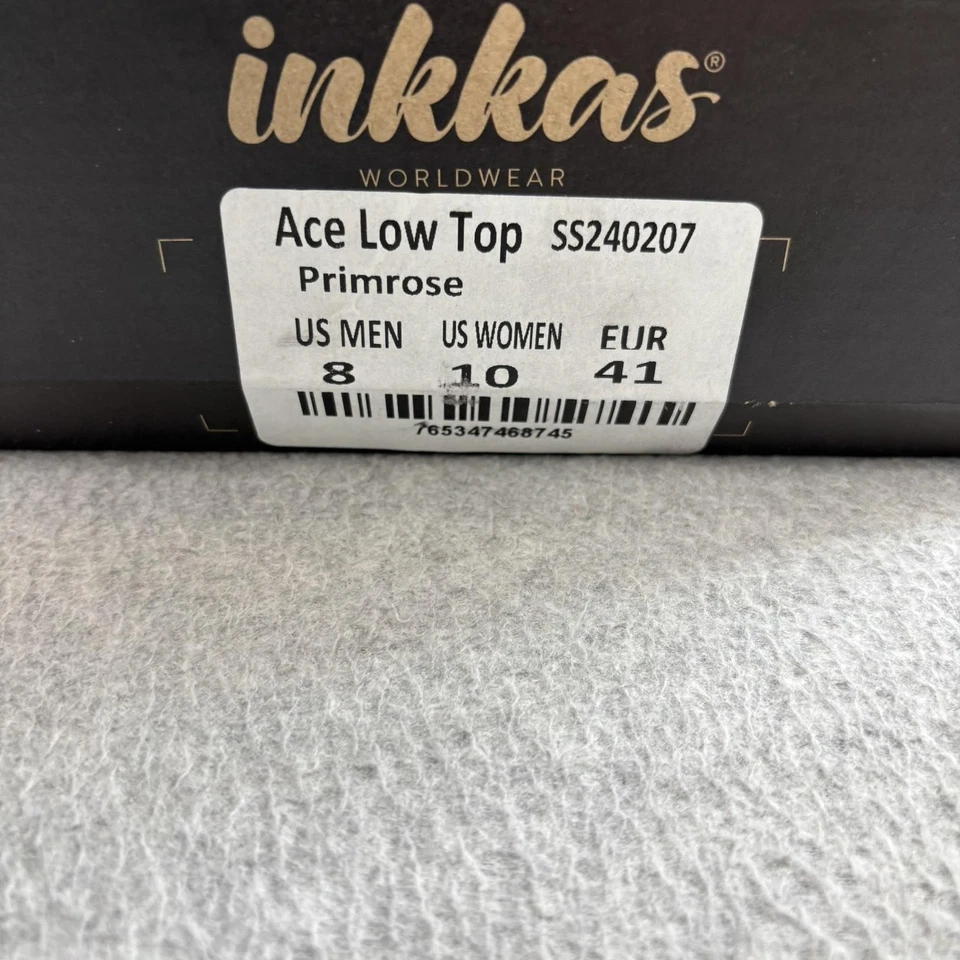 inkkas®
WORLDWEAR
Ace Low Top SS240207
Primrose
US MEN US WOMEN EUR
8 10 41
765347468745